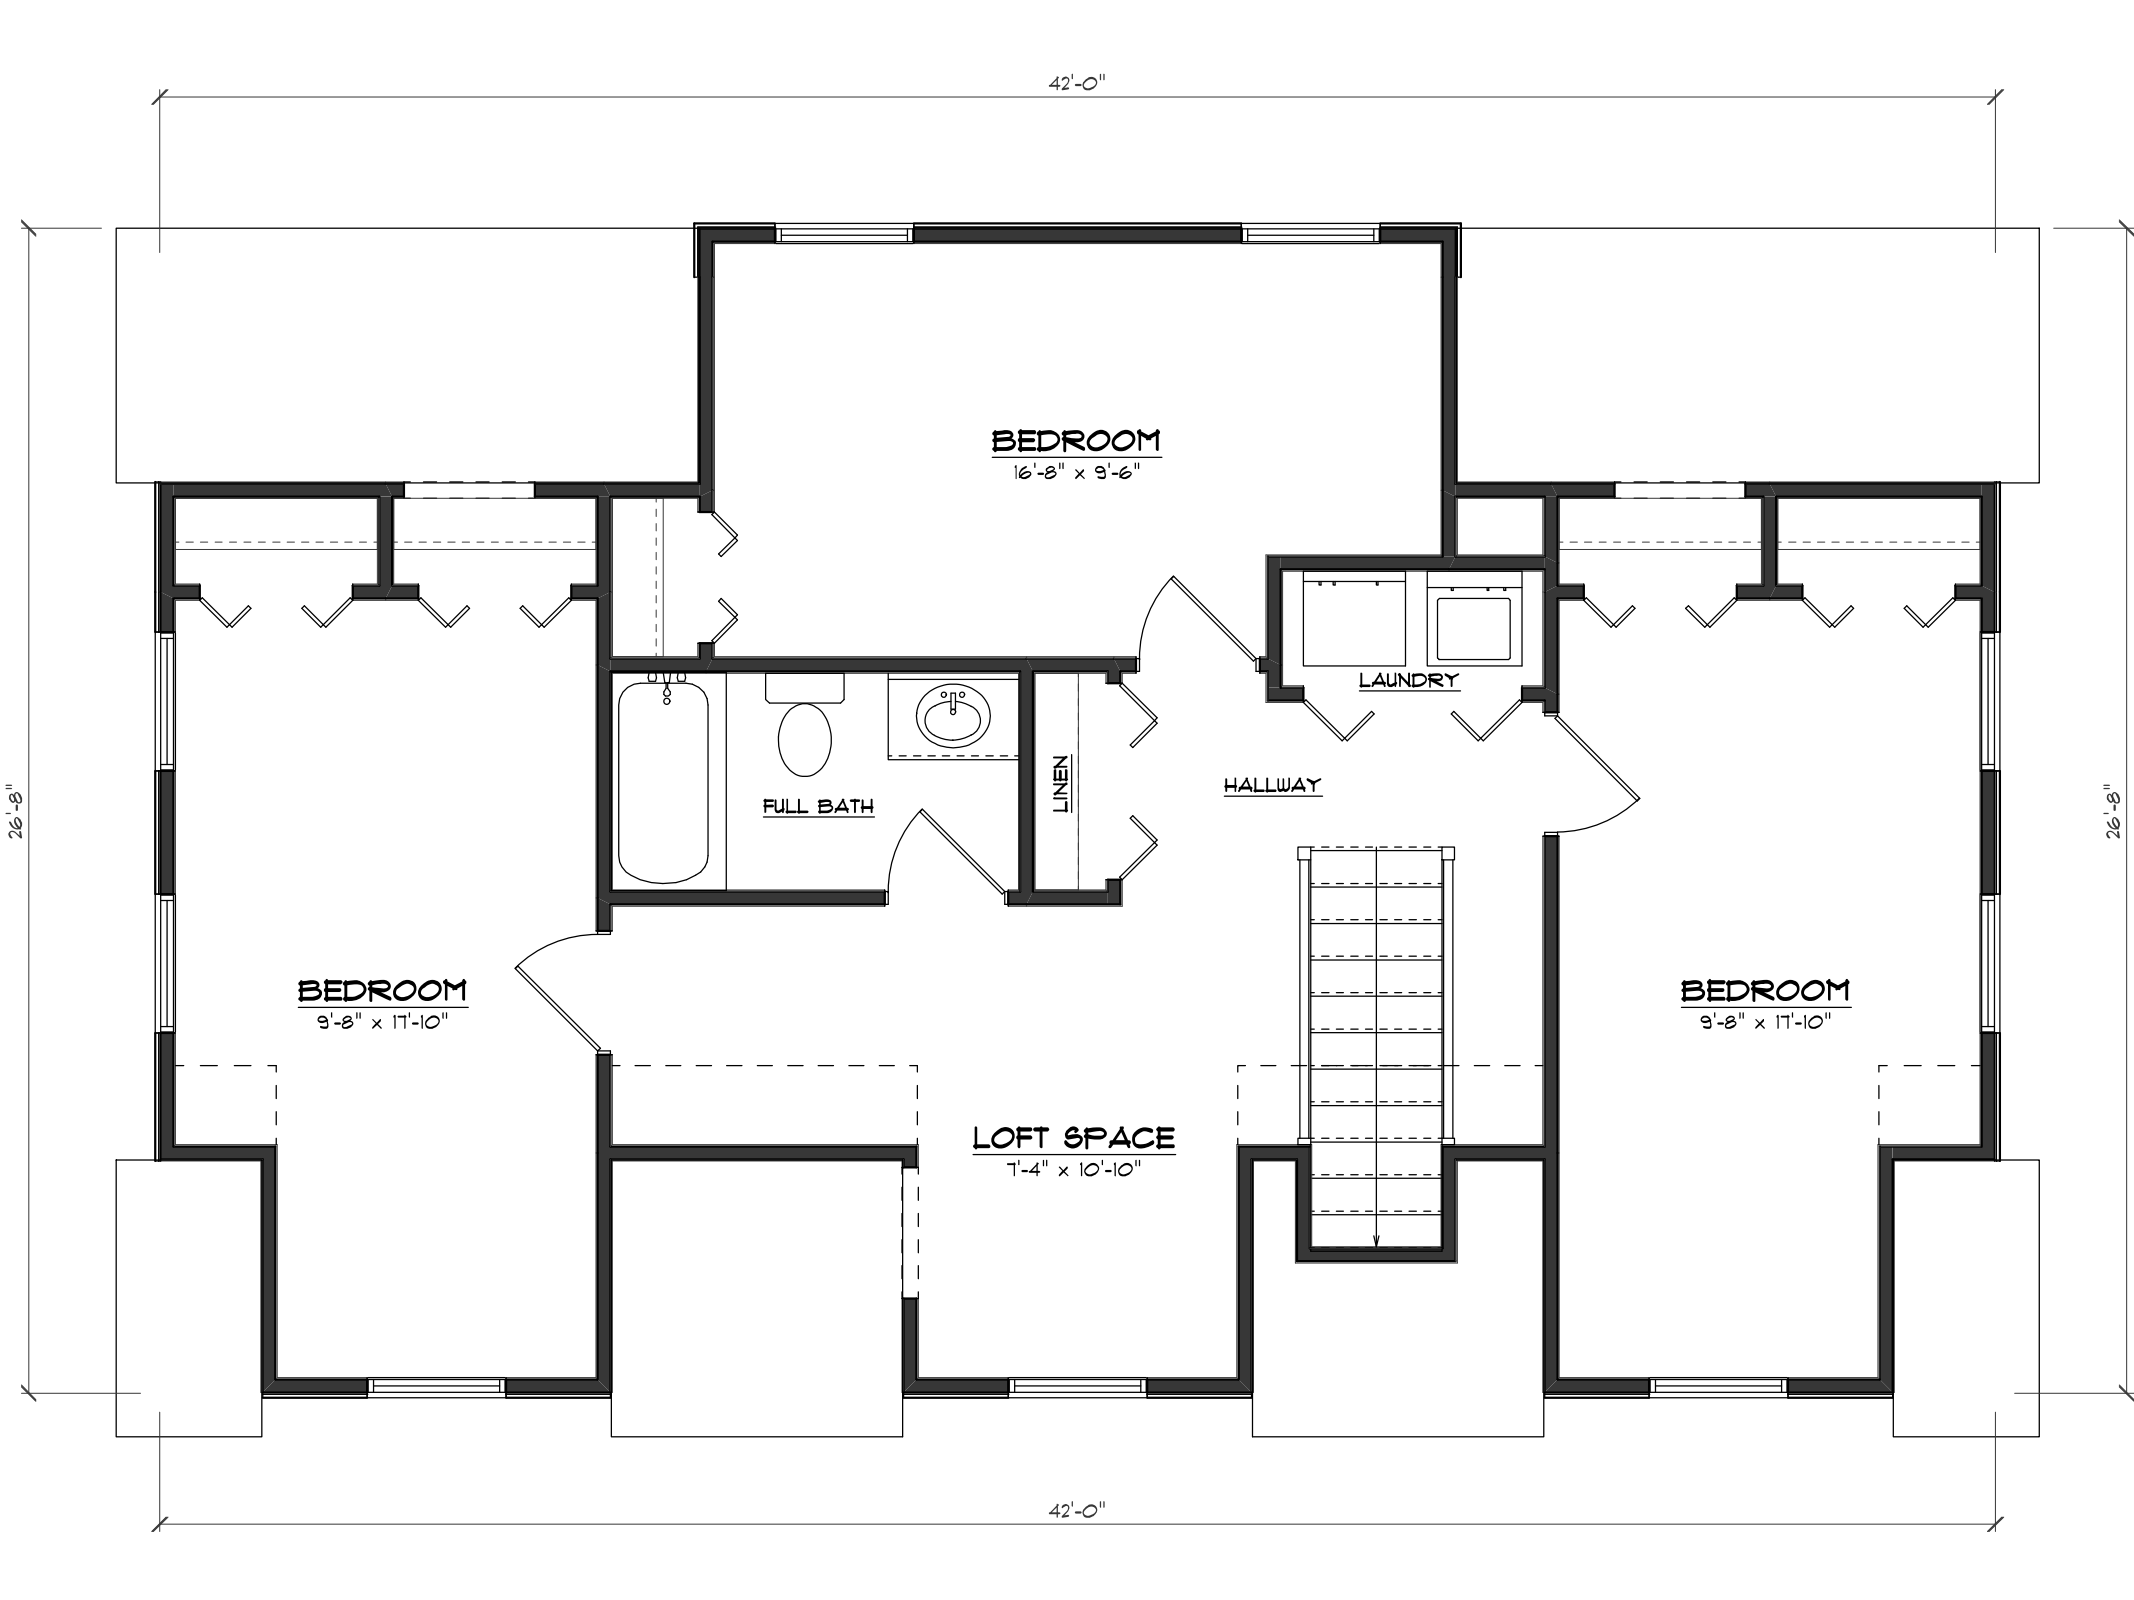 42'-0"
BEDROOM
16'-8" x 9'-6"
LAUNDRY
HALLWAY
LINEN
FULL BATH
26'-8"
26'-8"
BEDROOM
9'-8" x 17'-10"
BEDROOM
9'-8" x 17'-10"
LOFT SPACE
7'-4" x 10'-10"
42'-0"